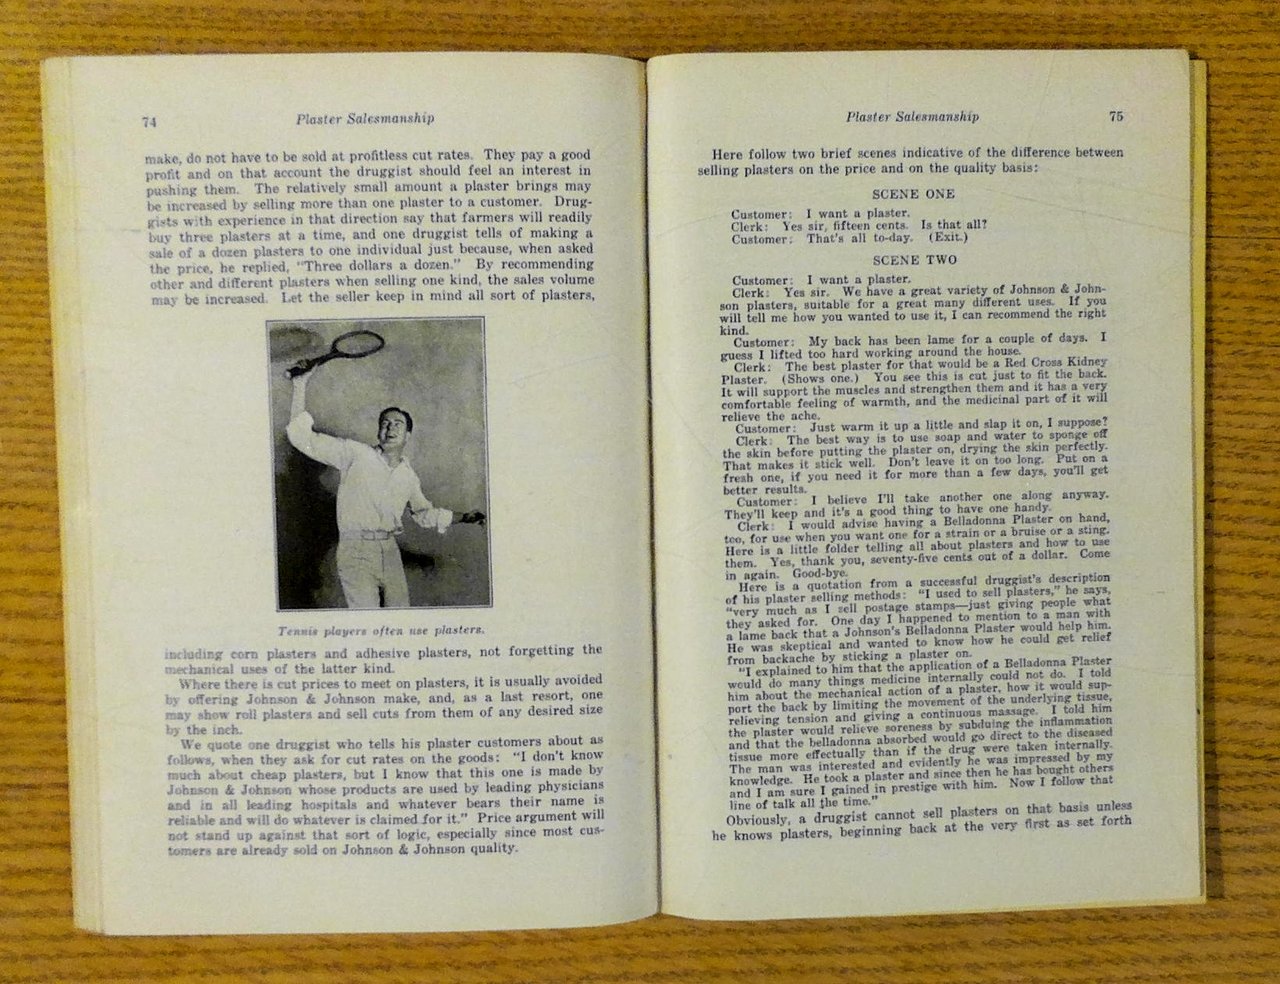 74
Plaster Salesmanship
make, do not have to be sold at profitless cut rates. They pay a good
profit and on that account the druggist should feel an interest in
pushing them. The relatively small amount a plaster brings may
be increased by selling more than one plaster to a customer. Drug-
gists with experience in that direction say that farmers will readily
buy three plasters at a time, and one druggist tells of making a
sale of a dozen plasters to one individual just because, when asked
the price, he replied, "Three dollars a dozen." By recommending
other and different plasters when selling one kind, the sales volume
may be increased. Let the seller keep in mind all sort of plasters,
Tennis players often use plasters.
including corn plasters and adhesive plasters, not forgetting the
mechanical uses of the latter kind.
Where there is cut prices to meet on plasters, it is usually avoided
by offering Johnson & Johnson make, and, as a last resort, one
may show roll plasters and sell cuts from them of any desired size
by the inch.
We quote one druggist who tells his plaster customers about as
follows, when they ask for cut rates on the goods: "I don't know
much about cheap plasters, but I know that this one is made by
Johnson & Johnson whose products are used by leading physicians
and in all leading hospitals and whatever bears their name is
reliable and will do whatever is claimed for it." Price argument will
not stand up against that sort of logic, especially since most cus-
tomers are already sold on Johnson & Johnson quality.
Plaster Salesmanship
75
Here follow two brief scenes indicative of the difference between
selling plasters on the price and on the quality basis:
SCENE ONE
Customer: I want a plaster.
Clerk: Yes sir, fifteen cents. Is that all?
Customer: That's all to-day. (Exit.)
SCENE TWO
Customer: I want a plaster.
Clerk: Yes sir. We have a great variety of Johnson & John-
son plasters, suitable for a great many different uses. If you
will tell me how you wanted to use it, I can recommend the right
kind.
Customer: My back has been lame for a couple of days. I
guess I lifted too hard working around the house.
Clerk: The best plaster for that would be a Red Cross Kidney
Plaster. (Shows one.) You see this is cut just to fit the back.
It will support the muscles and strengthen them and it has a very
comfortable feeling of warmth, and the medicinal part of it will
relieve the ache.
Customer: Just warm it up a little and slap it on, I suppose?
Clerk: The best way is to use soap and water to sponge off
the skin before putting the plaster on, drying the skin perfectly.
That makes it stick well. Don't leave it on too long. Put on a
fresh one, if you need it for more than a few days, you'll get
better results.
Customer: I believe I'll take another one along anyway.
They'll keep and it's a good thing to have one handy.
Clerk: I would advise having a Belladonna Plaster on hand,
too, for use when you want one for a strain or a bruise or a sting.
Here is a little folder telling all about plasters and how to use
them. Yes, thank you, seventy-five cents out of a dollar. Come
in again. Good-bye.
Here is a quotation from a successful druggist's description
of his plaster selling methods: "I used to sell plasters," he says,
"very much as I sell postage stamps—just giving people what
they asked for. One day I happened to mention to a man with
a lame back that a Johnson's Belladonna Plaster would help him.
He was skeptical and wanted to know how he could get relief
from backache by sticking a plaster on.
"I explained to him that the application of a Belladonna Plaster
would do many things medicine internally could not do. I told
him about the mechanical action of a plaster, how it would sup-
port the back by limiting the movement of the underlying tissue,
relieving tension and giving a continuous massage. I told him
the plaster would relieve soreness by subduing the inflammation
and that the belladonna absorbed would go direct to the diseased
tissue more effectually than if the drug were taken internally.
The man was interested and evidently he was impressed by my
knowledge. He took a plaster and since then he has bought others
and I am sure I gained in prestige with him. Now I follow that
line of talk all the time."
Obviously, a druggist cannot sell plasters on that basis unless
he knows plasters, beginning back at the very first as set forth